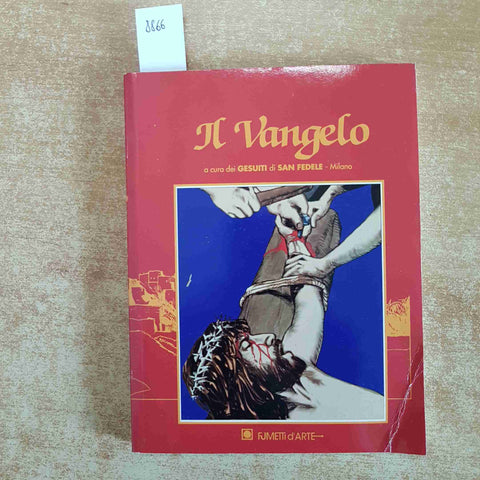 8866
Il Vangelo
a cura dei GESUITI di SAN FEDELE - Milano
FUMETTI d'ARTE